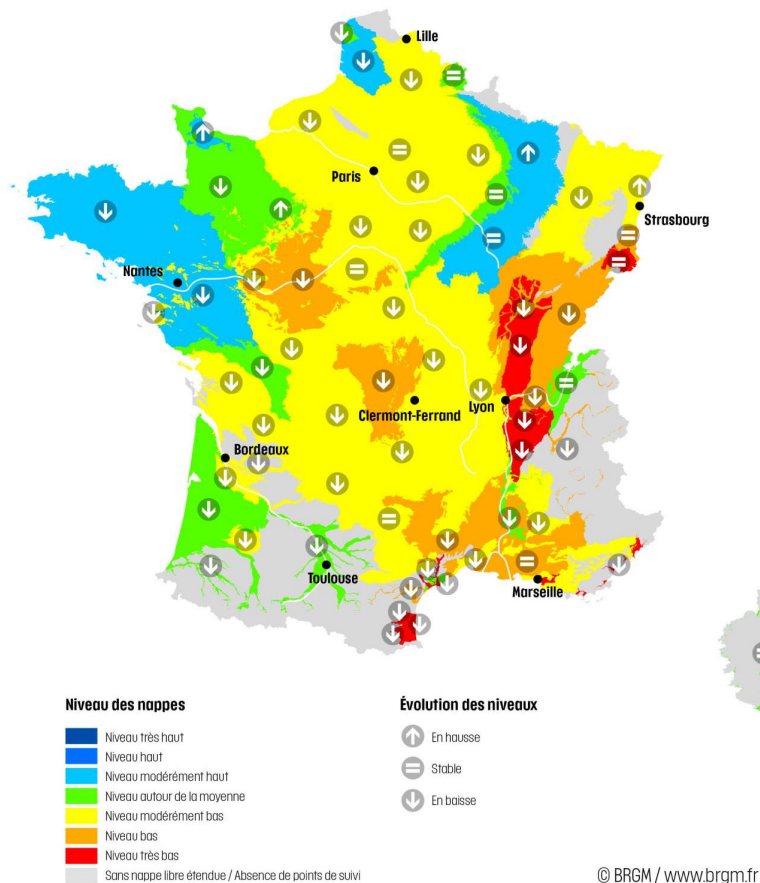 Lille
Paris
Strasbourg
Nantes
Clermont-Ferrand
Lyon
Bordeaux
Toulouse
Marseille
Niveau des nappes
Niveau très haut
Niveau haut
Niveau modérément haut
Niveau autour de la moyenne
Niveau modérément bas
Niveau bas
Niveau très bas
Sans nappe libre étendue / Absence de points de suivi
Évolution des niveaux
En hausse
Stable
En baisse
© BRGM / www.brgm.fr